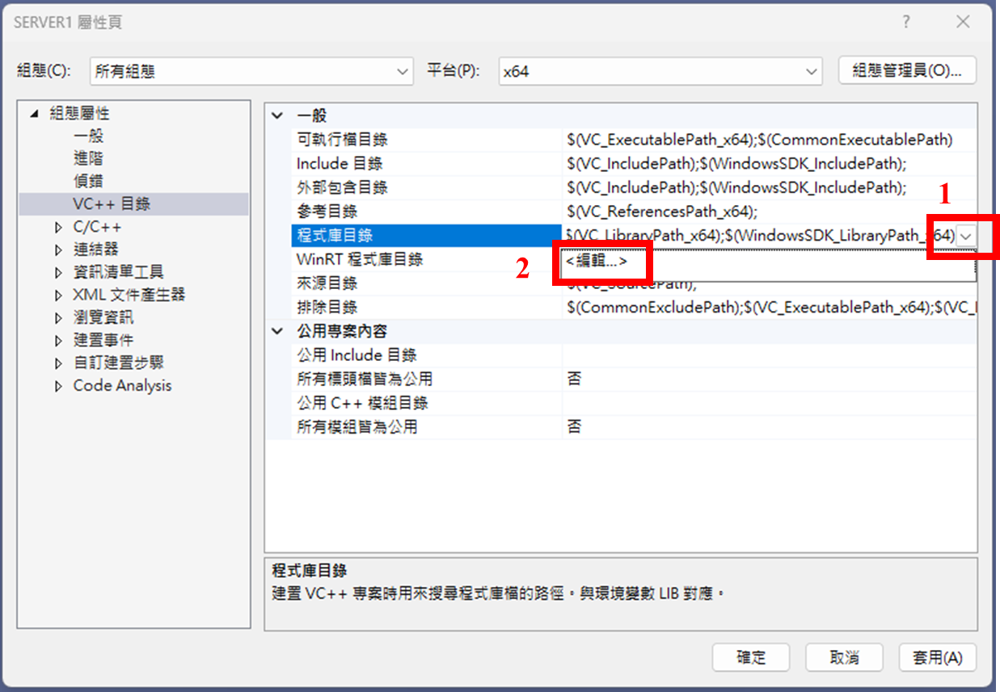 SERVER1 屬性頁
?
組態(C): 所有組態 平台(P): x64 組態管理員(O)...
組態屬性
一般
進階
偵錯
VC++ 目錄
C/C++
連結器
資訊清單工具
XML 文件產生器
瀏覽資訊
建置事件
自訂建置步驟
Code Analysis
一般
可執行檔目錄 $(VC_ExecutablePath_x64);$(CommonExecutablePath)
Include 目錄 $(VC_IncludePath);$(WindowsSDK_IncludePath);
外部包含目錄 $(VC_IncludePath);$(WindowsSDK_IncludePath);
1
參考目錄 $(VC_ReferencesPath_x64);
程式庫目錄 $(VC_LibraryPath_x64);$(WindowsSDK_LibraryPath_x64)
WinRT 程式庫目錄
2
<編輯...>
來源目錄 $(VC_SourcePath);
排除目錄 $(CommonExcludePath);$(VC_ExecutablePath_x64);$(VC_
公用專案內容
公用 Include 目錄
所有標頭檔皆為公用 否
公用 C++ 模組目錄
所有模組皆為公用 否
程式庫目錄
建置 VC++ 專案時用來搜尋程式庫檔的路徑。與環境變數 LIB 對應。
確定 取消 套用(A)